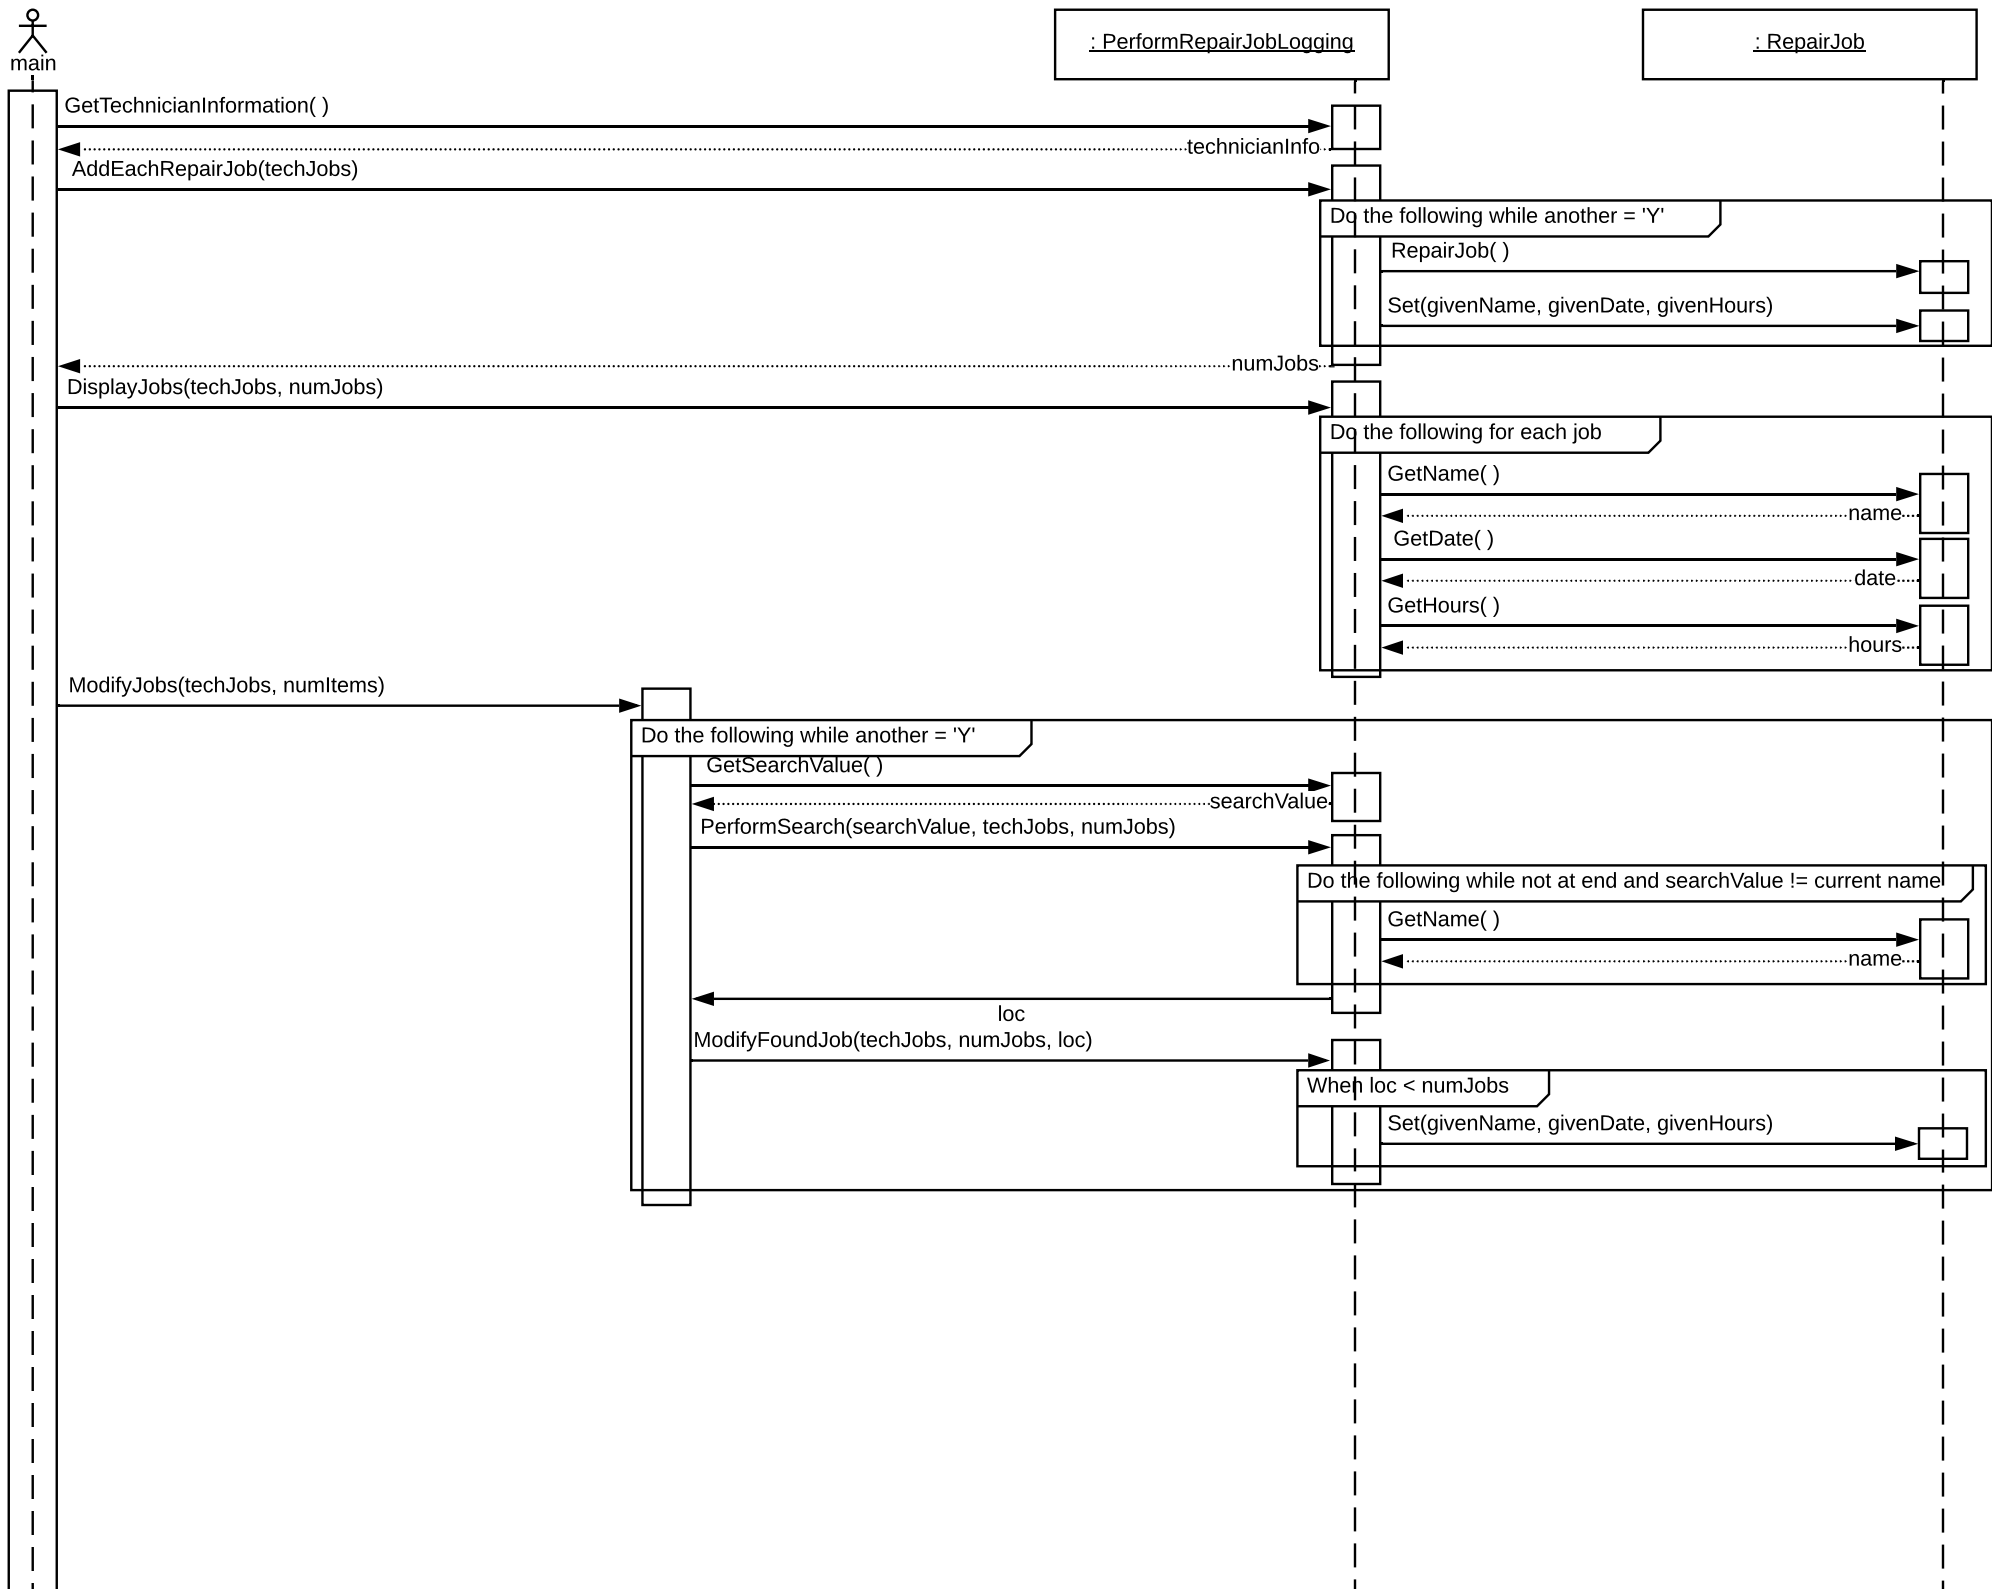 main
: PerformRepairJobLogging
: RepairJob
GetTechnicianInformation( )
technicianInfo
AddEachRepairJob(techJobs)
Do the following while another = 'Y'
RepairJob( )
Set(givenName, givenDate, givenHours)
numJobs
DisplayJobs(techJobs, numJobs)
Do the following for each job
GetName( )
name
GetDate( )
date
GetHours( )
hours
ModifyJobs(techJobs, numItems)
Do the following while another = 'Y'
GetSearchValue( )
searchValue
PerformSearch(searchValue, techJobs, numJobs)
Do the following while not at end and searchValue != current name
GetName( )
name
loc
ModifyFoundJob(techJobs, numJobs, loc)
When loc < numJobs
Set(givenName, givenDate, givenHours)